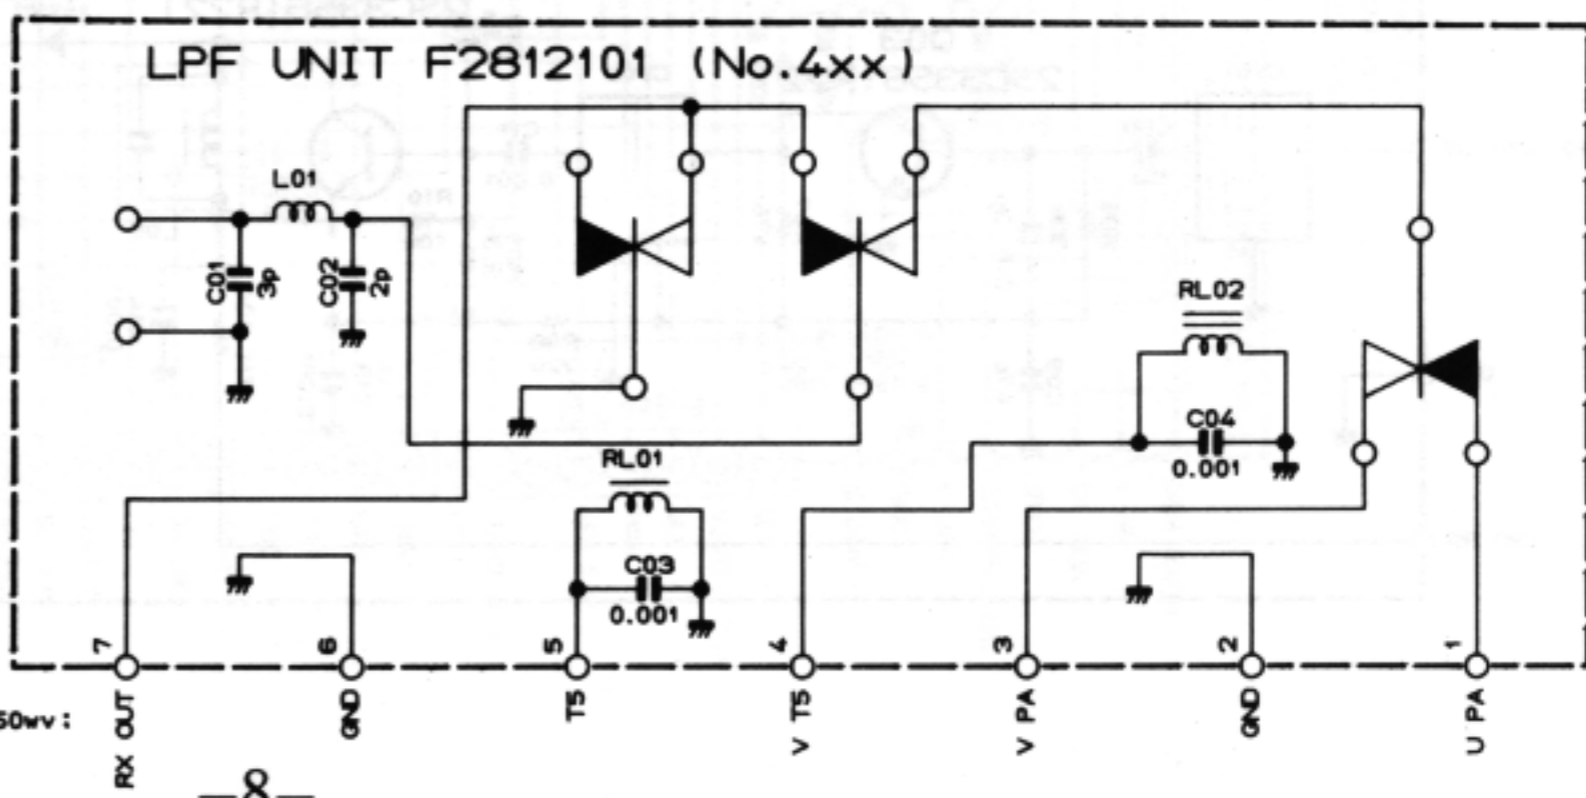 LPF UNIT F2812101 (No.4xx)
L01
C01
3p
C02
2p
RL02
C04
0.001
RL01
C03
0.001
7
6
5
4
3
2
1
RX OUT
GND
T5
V T5
V PA
GND
U PA
50wv:
—8—